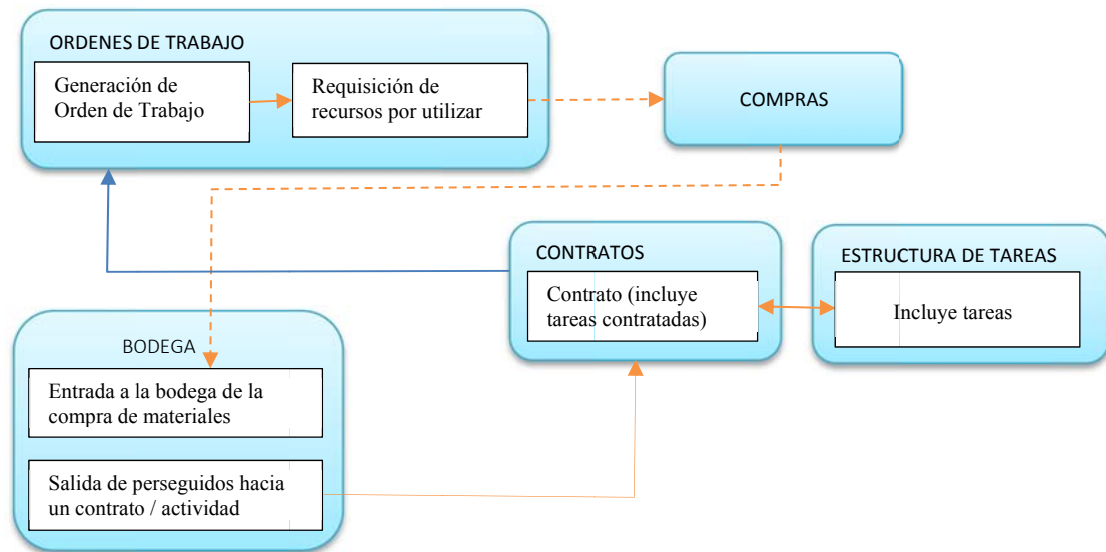 ORDENES DE TRABAJO
Generación de
Orden de Trabajo
Requisición de
recursos por utilizar
COMPRAS
CONTRATOS
Contrato (incluye
tareas contratadas)
ESTRUCTURA DE TAREAS
Incluye tareas
BODEGA
Entrada a la bodega de la
compra de materiales
Salida de perseguidos hacia
un contrato / actividad